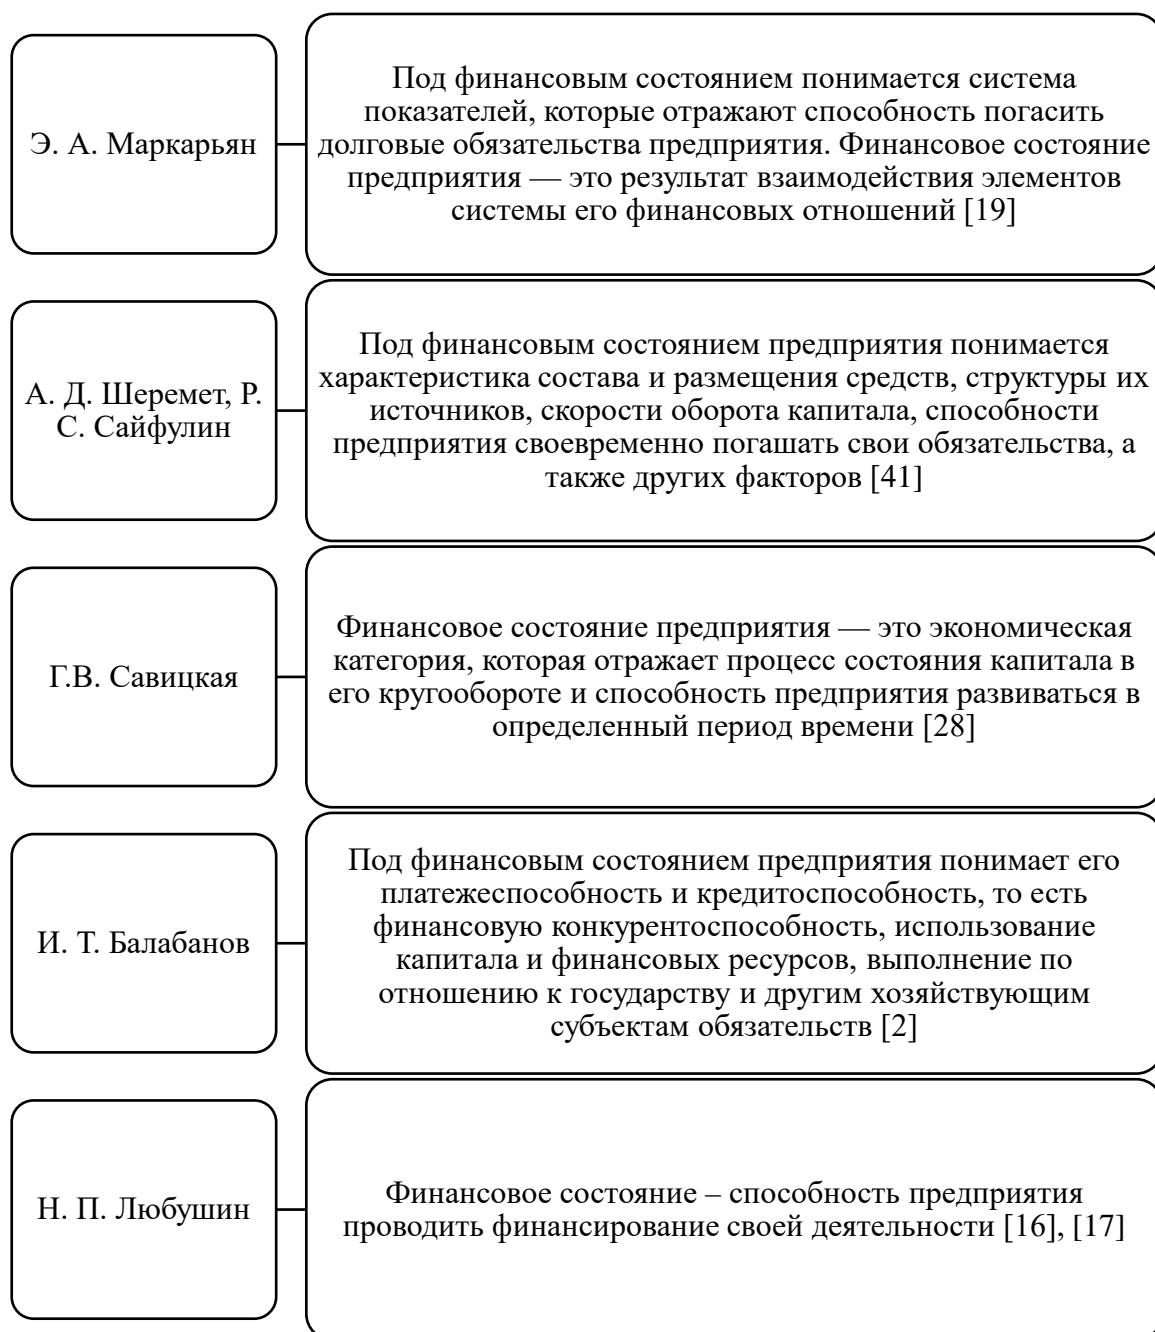 Э. А. Маркарьян
Под финансовым состоянием понимается система
показателей, которые отражают способность погасить
долговые обязательства предприятия. Финансовое состояние
предприятия — это результат взаимодействия элементов
системы его финансовых отношений [19]
А. Д. Шеремет, Р.
С. Сайфулин
Под финансовым состоянием предприятия понимается
характеристика состава и размещения средств, структуры их
источников, скорости оборота капитала, способности
предприятия своевременно погашать свои обязательства, а
также других факторов [41]
Г.В. Савицкая
Финансовое состояние предприятия — это экономическая
категория, которая отражает процесс состояния капитала в
его кругообороте и способность предприятия развиваться в
определенный период времени [28]
И. Т. Балабанов
Под финансовым состоянием предприятия понимает его
платежеспособность и кредитоспособность, то есть
финансовую конкурентоспособность, использование
капитала и финансовых ресурсов, выполнение по
отношению к государству и другим хозяйствующим
субъектам обязательств [2]
Н. П. Любушин
Финансовое состояние – способность предприятия
проводить финансирование своей деятельности [16], [17]